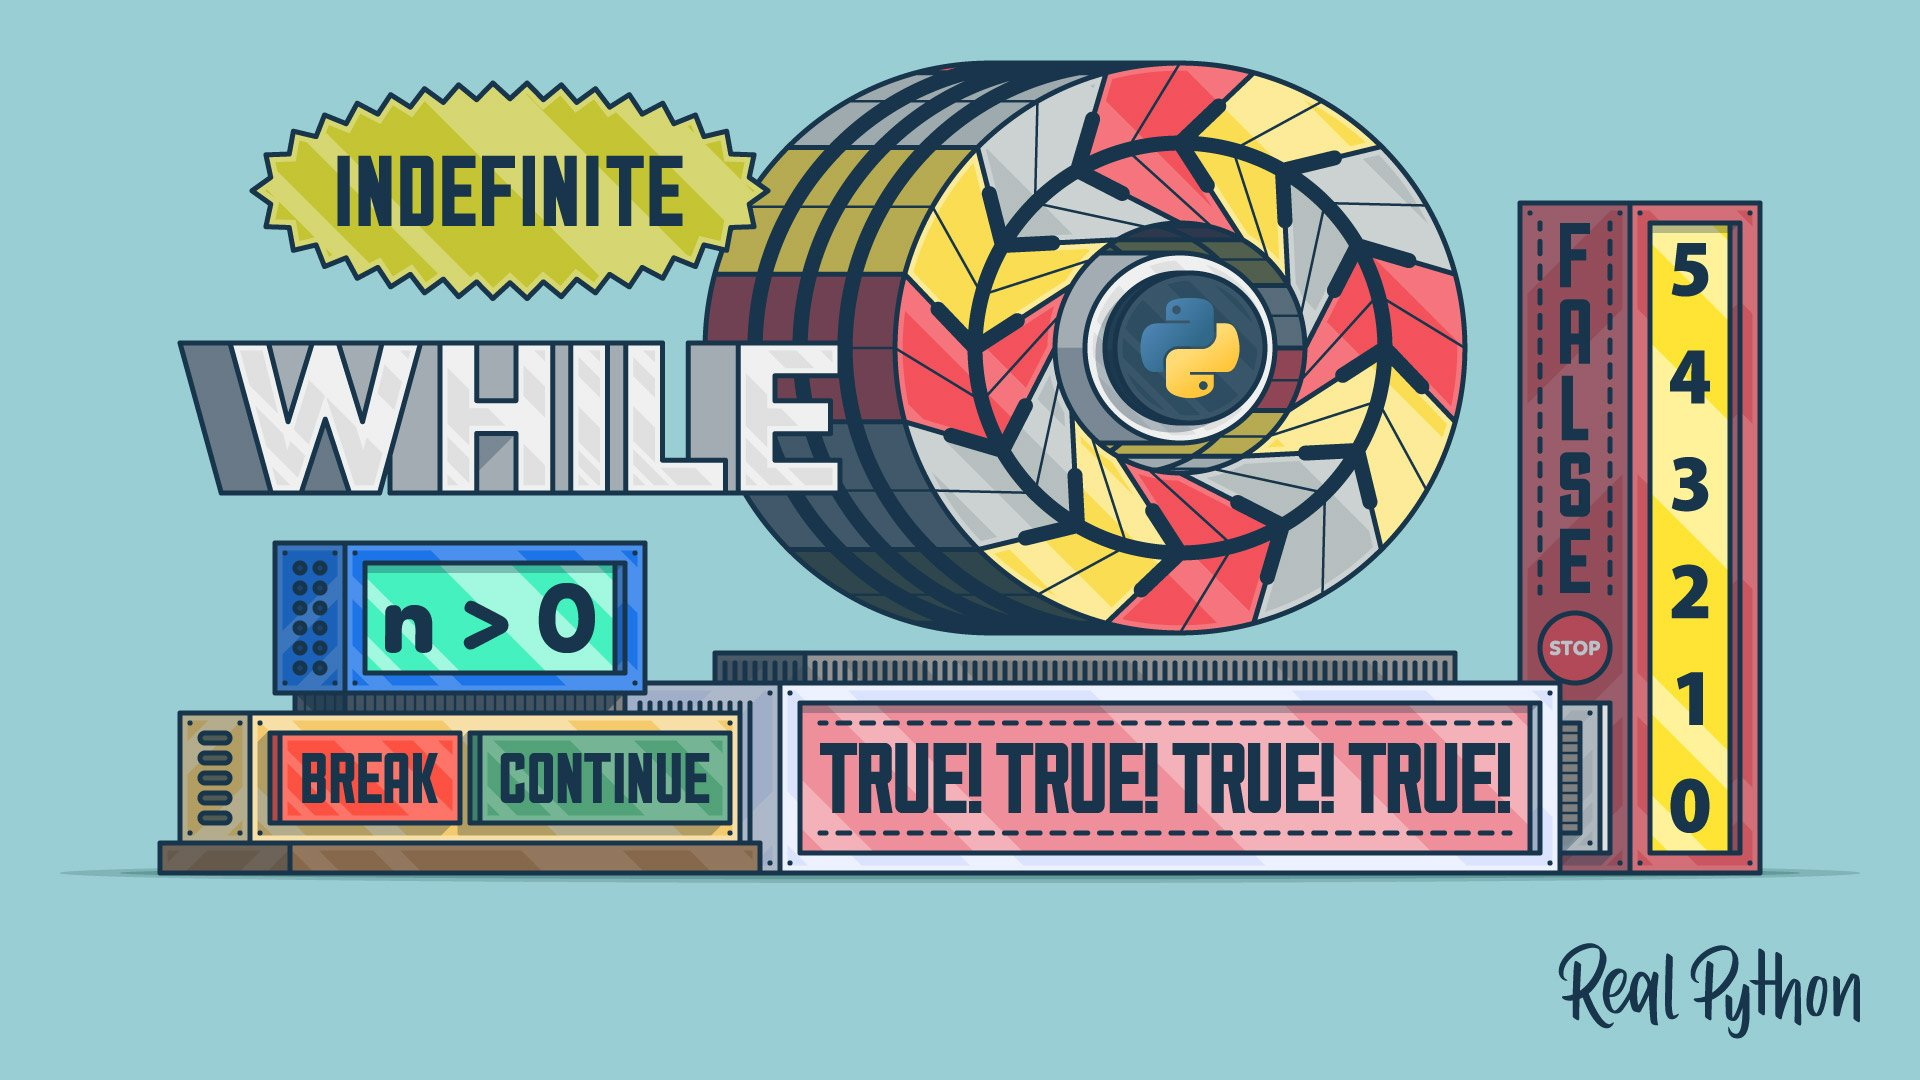 INDEFINITE
WHILE
n > 0
BREAK CONTINUE
TRUE! TRUE! TRUE! TRUE!
FALSE
STOP
5
4
3
2
1
0
Real Python